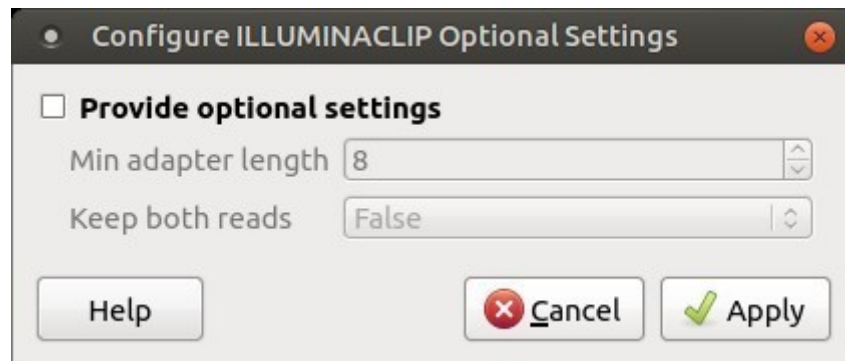 Configure ILLUMINACLIP Optional Settings
Provide optional settings
Min adapter length 8
Keep both reads False
Help Cancel Apply